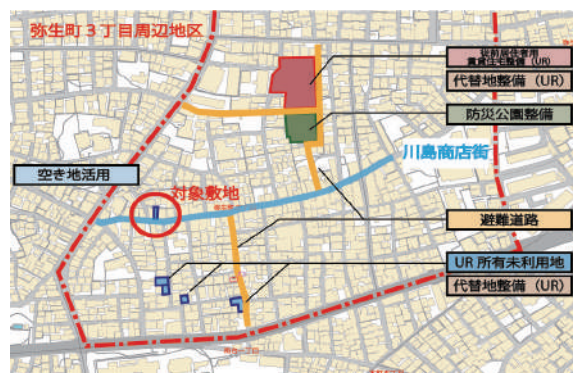 弥生町３丁目周辺地区
従前居住者用
賃貸住宅整備（UR）
代替地整備（UR）
防災公園整備
川島商店街
空き地活用
対象敷地
避難道路
UR 所有未利用地
代替地整備（UR）